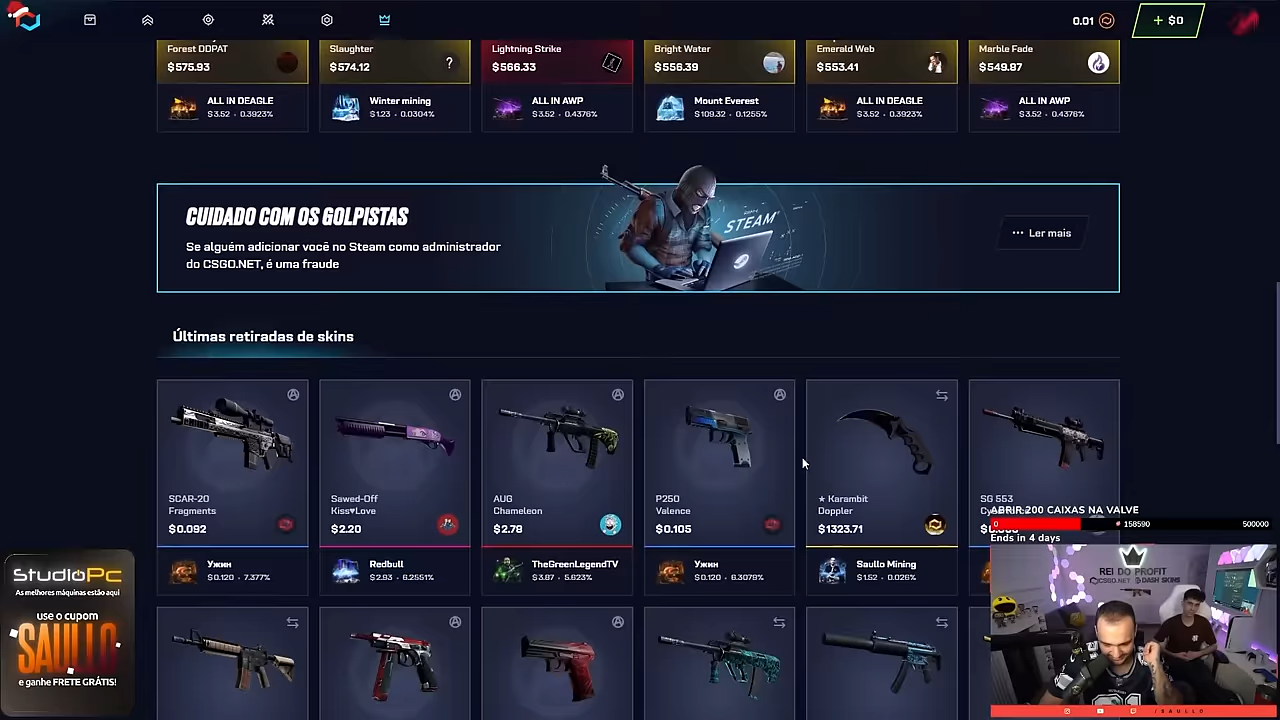 0.01
+ $0
Forest DDPAT
$575.93
Slaughter
$574.12
?
Lightning Strike
$566.33
Bright Water
$556.39
Emerald Web
$553.41
Marble Fade
$549.87
ALL IN DEAGLE
$3.52 · 0.3923%
Winter mining
$1.23 · 0.0304%
ALL IN AWP
$3.52 · 0.4376%
Mount Everest
$109.32 · 0.1255%
ALL IN DEAGLE
$3.52 · 0.3923%
ALL IN AWP
$3.52 · 0.4376%
CUIDADO COM OS GOLPISTAS
Se alguém adicionar você no Steam como administrador
do CSGO.NET, é uma fraude
STEAM
··· Ler mais
Últimas retiradas de skins
SCAR-20
Fragments
$0.092
Sawed-Off
Kiss♥Love
$2.20
AUG
Chameleon
$2.78
P250
Valence
$0.105
★ Karambit
Doppler
$1323.71
SG 553
Ужин
$0.120 · 7.377%
Redbull
$2.93 · 6.2551%
TheGreenLegendTV
$3.87 · 5.623%
Ужин
$0.120 · 6.3079%
Saullo Mining
$1.52 · 0.026%
ABRIR 200 CAIXAS NA VALVE
0
158590
500000
Ends in 4 days
REI DO PROFIT
CSGO.NET DASH SKINS
/SAULLO
StudioPC
As melhores máquinas estão aqui
use o cupom
SAULLO
e ganhe FRETE GRÁTIS!